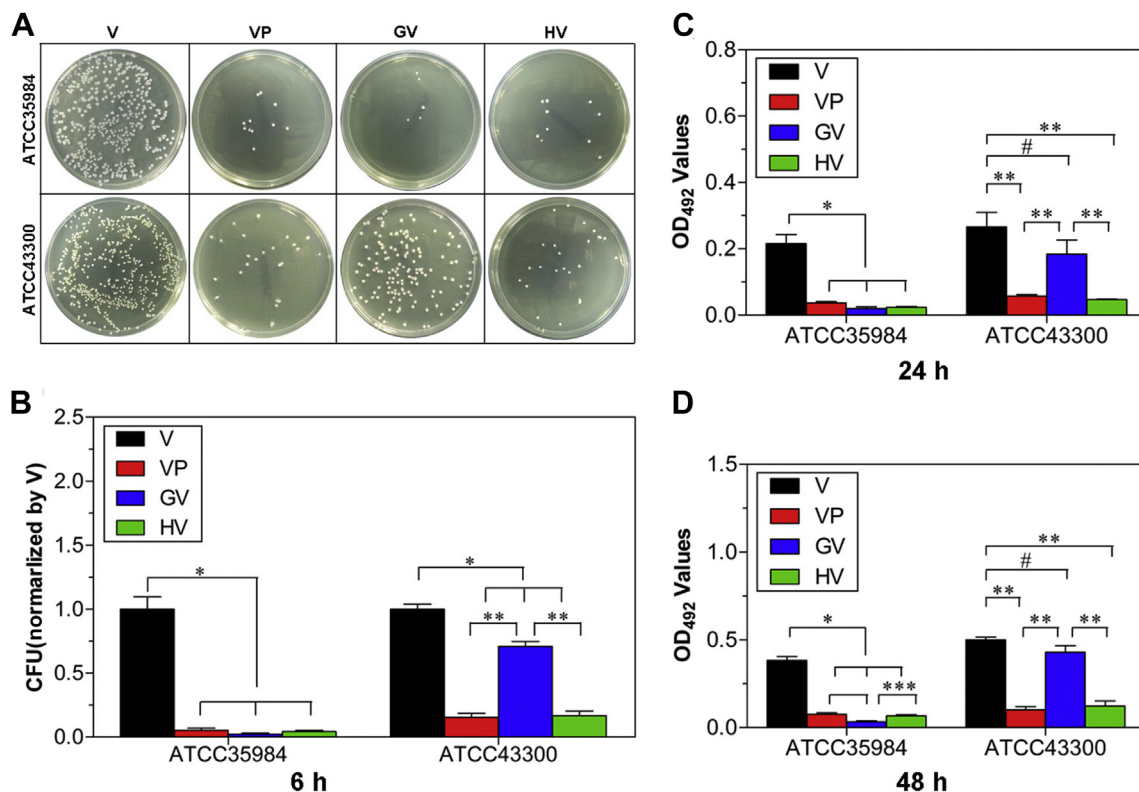 A
V VP GV HV
ATCC35984
ATCC43300
B
CFU(normarlized by V)
2.5
2.0
1.5
1.0
0.5
0.0
V
VP
GV
HV
*
*
** **
ATCC35984 ATCC43300
6 h
C
OD492 Values
0.8
0.6
0.4
0.2
0.0
V
VP
GV
HV
*
**
#
**
** **
ATCC35984 ATCC43300
24 h
D
OD492 Values
1.5
1.0
0.5
0.0
V
VP
GV
HV
*
***
**
#
**
** **
ATCC35984 ATCC43300
48 h